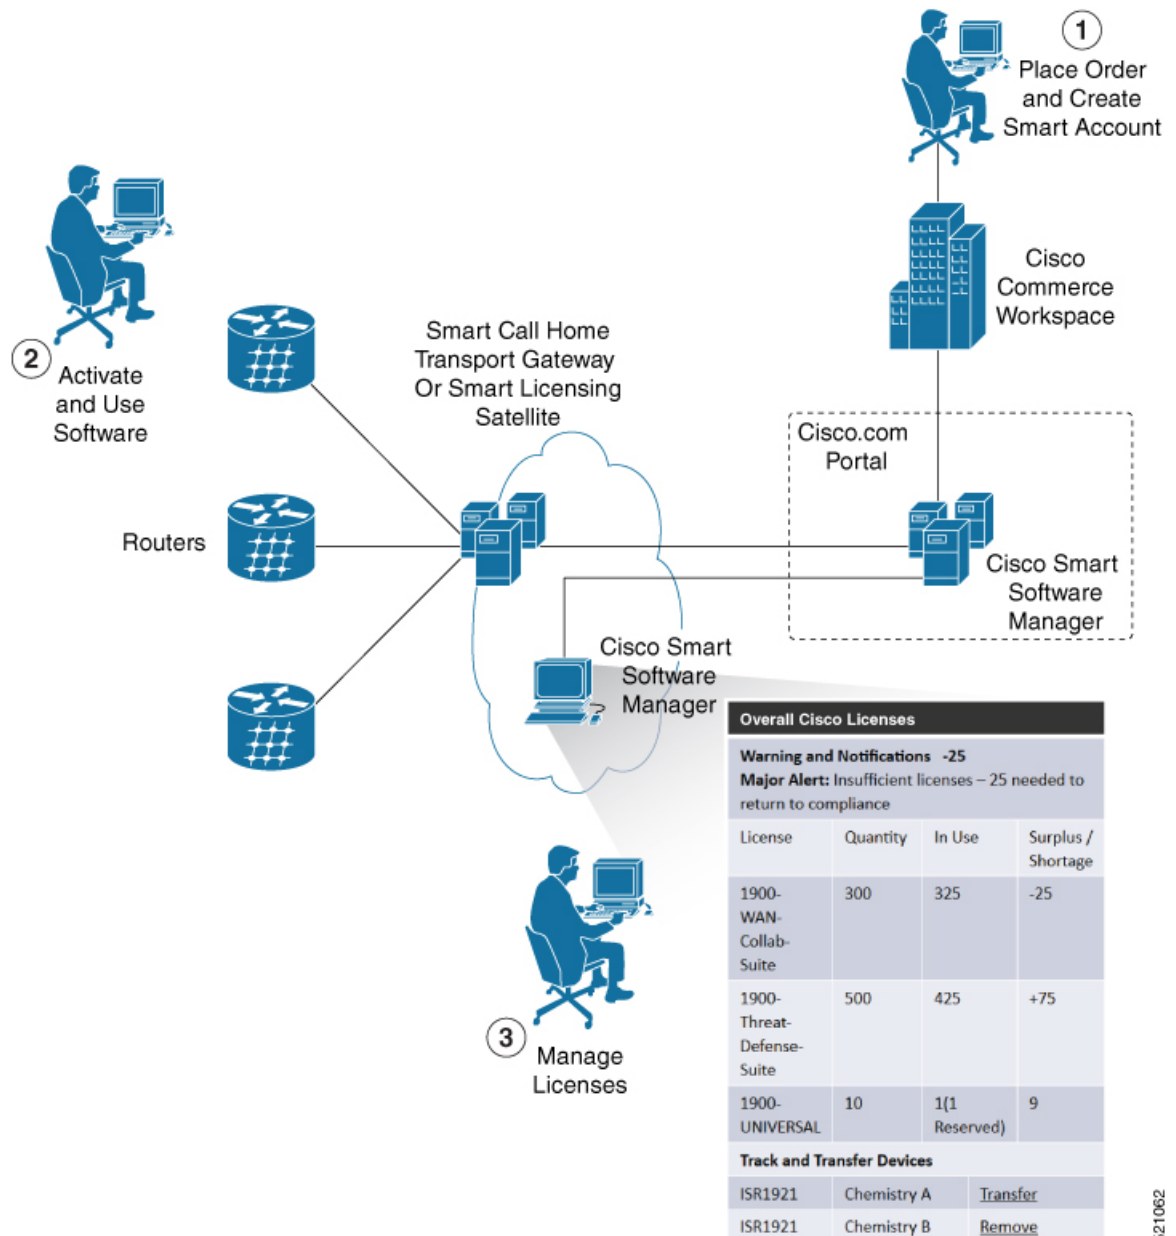 1
Place Order
and Create
Smart Account
Cisco
Commerce
Workspace
2
Activate
and Use
Software
Smart Call Home
Transport Gateway
Or Smart Licensing
Satellite
Cisco.com
Portal
Routers
Cisco Smart
Software
Manager
Cisco Smart
Software
Manager
3
Manage
Licenses
Overall Cisco Licenses
Warning and Notifications -25
Major Alert: Insufficient licenses – 25 needed to
return to compliance
License Quantity In Use Surplus /
Shortage
1900- 300 325 -25
WAN-
Collab-
Suite
1900- 500 425 +75
Threat-
Defense-
Suite
1900- 10 1(1 9
UNIVERSAL Reserved)
Track and Transfer Devices
ISR1921 Chemistry A Transfer
ISR1921 Chemistry B Remove